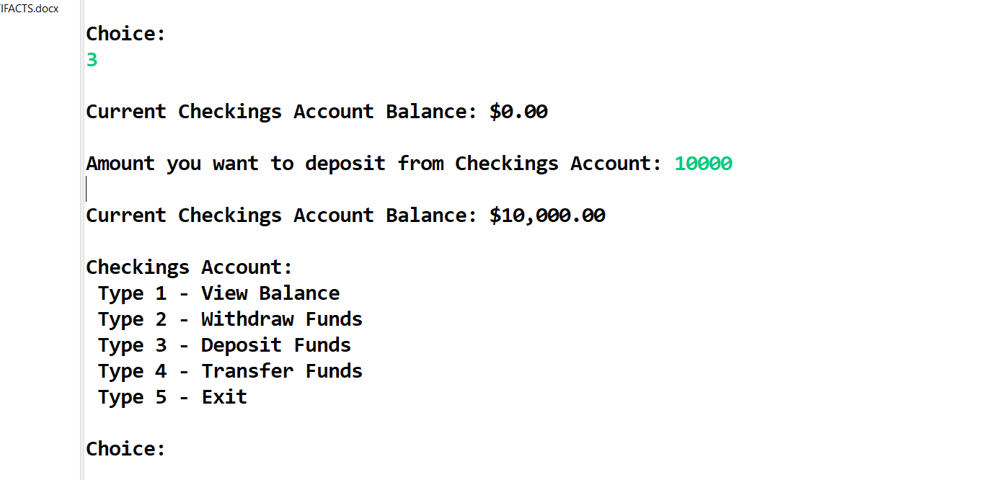 IFACTS.docx
Choice:
3
Current Checkings Account Balance: $0.00
Amount you want to deposit from Checkings Account: 10000
Current Checkings Account Balance: $10,000.00
Checkings Account:
Type 1 - View Balance
Type 2 - Withdraw Funds
Type 3 - Deposit Funds
Type 4 - Transfer Funds
Type 5 - Exit
Choice: